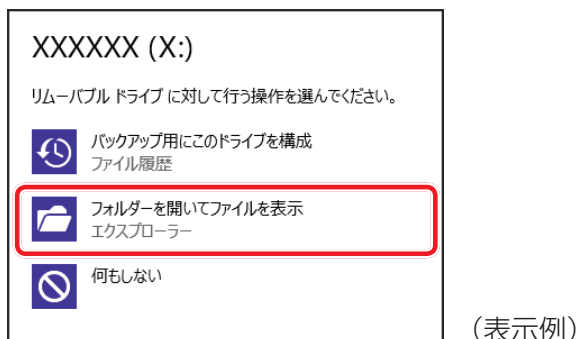 XXXXXX (X:)
リムーバブル ドライブ に対して行う操作を選んでください。
バックアップ用にこのドライブを構成
ファイル履歴
フォルダーを開いてファイルを表示
エクスプローラー
何もしない
（表示例）